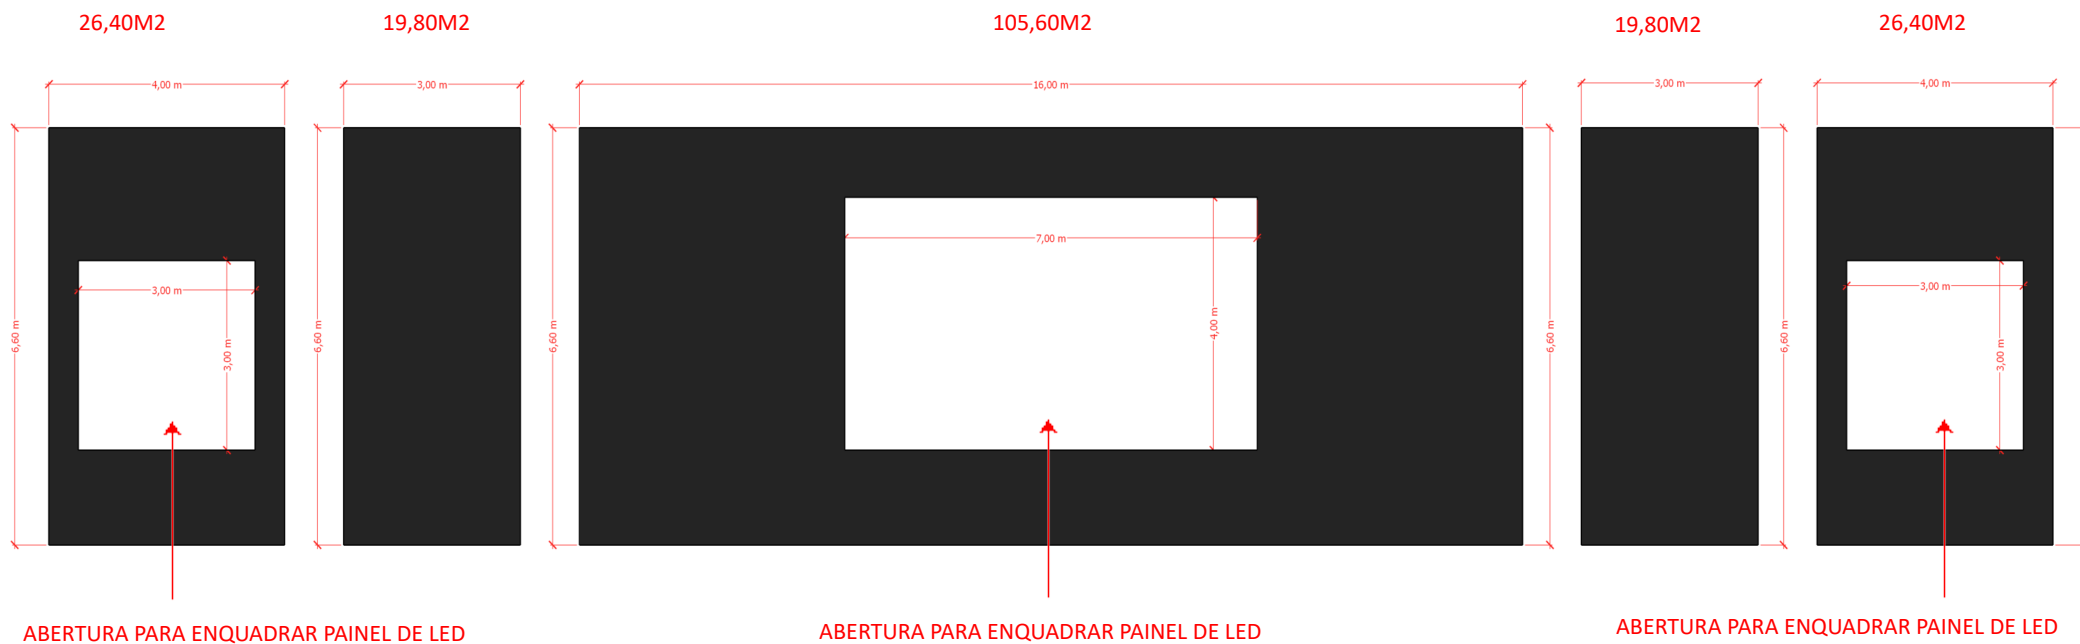 26,40M2
19,80M2
105,60M2
19,80M2
26,40M2
4,00 m
3,00 m
16,00 m
3,00 m
4,00 m
6,60 m
3,00 m
3,00 m
6,60 m
6,60 m
7,00 m
4,00 m
6,60 m
6,60 m
3,00 m
3,00 m
ABERTURA PARA ENQUADRAR PAINEL DE LED
ABERTURA PARA ENQUADRAR PAINEL DE LED
ABERTURA PARA ENQUADRAR PAINEL DE LED